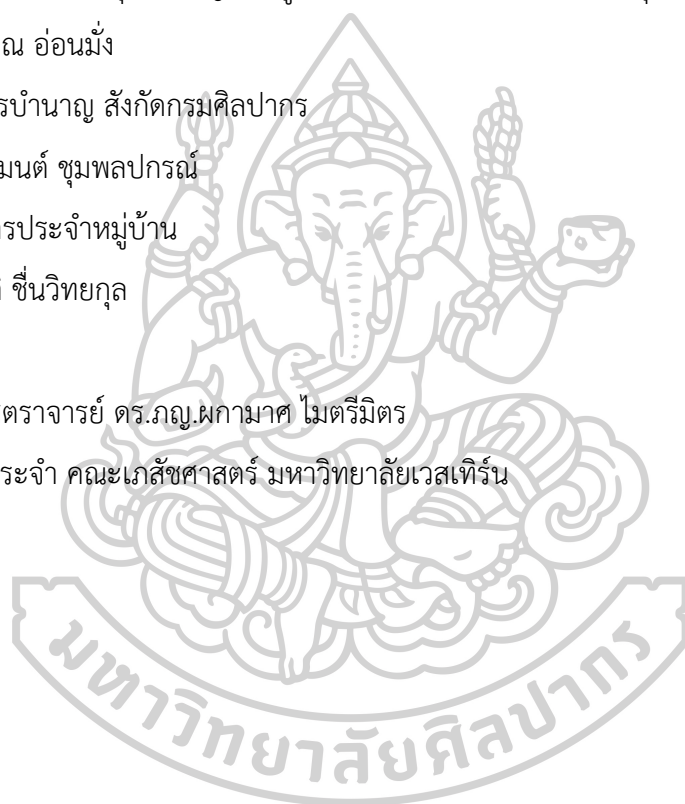 ณ อ่อนมั่ง
รบำนาญ สังกัดกรมศิลปากร
มนต์ ชุมพลปกรณ์
ารประจำหมู่บ้าน
ชื่นวิทยกุล
ตราจารย์ ดร.ภญ.ผกามาศ ไมตรีมิตร
ระจำ คณะเภสัชศาสตร์ มหาวิทยาลัยเวสเทิร์น
มหาวิทยาลัยศิลปากร